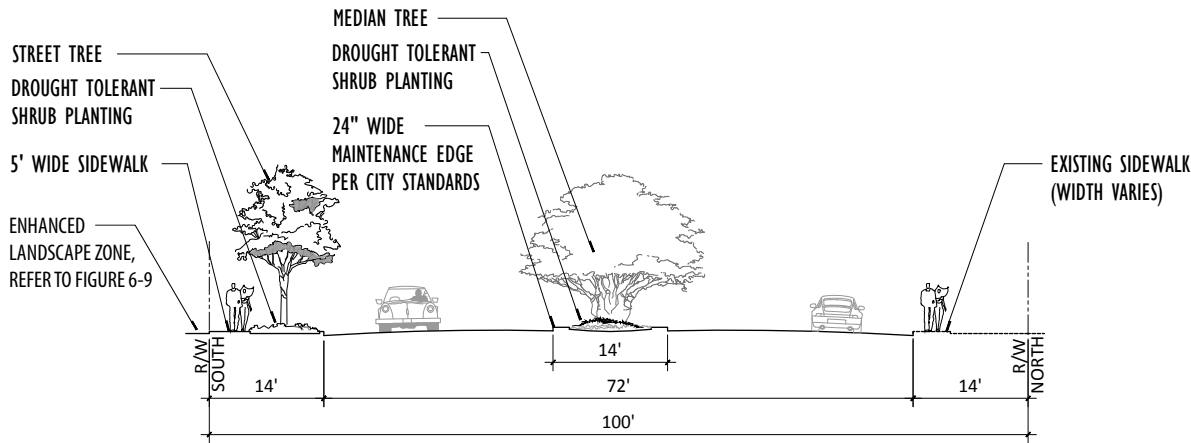 STREET TREE
DROUGHT TOLERANT
SHRUB PLANTING
5' WIDE SIDEWALK
ENHANCED
LANDSCAPE ZONE,
REFER TO FIGURE 6-9
MEDIAN TREE
DROUGHT TOLERANT
SHRUB PLANTING
24" WIDE
MAINTENANCE EDGE
PER CITY STANDARDS
EXISTING SIDEWALK
(WIDTH VARIES)
R/W
SOUTH
14'
14'
72'
14'
R/W
NORTH
100'